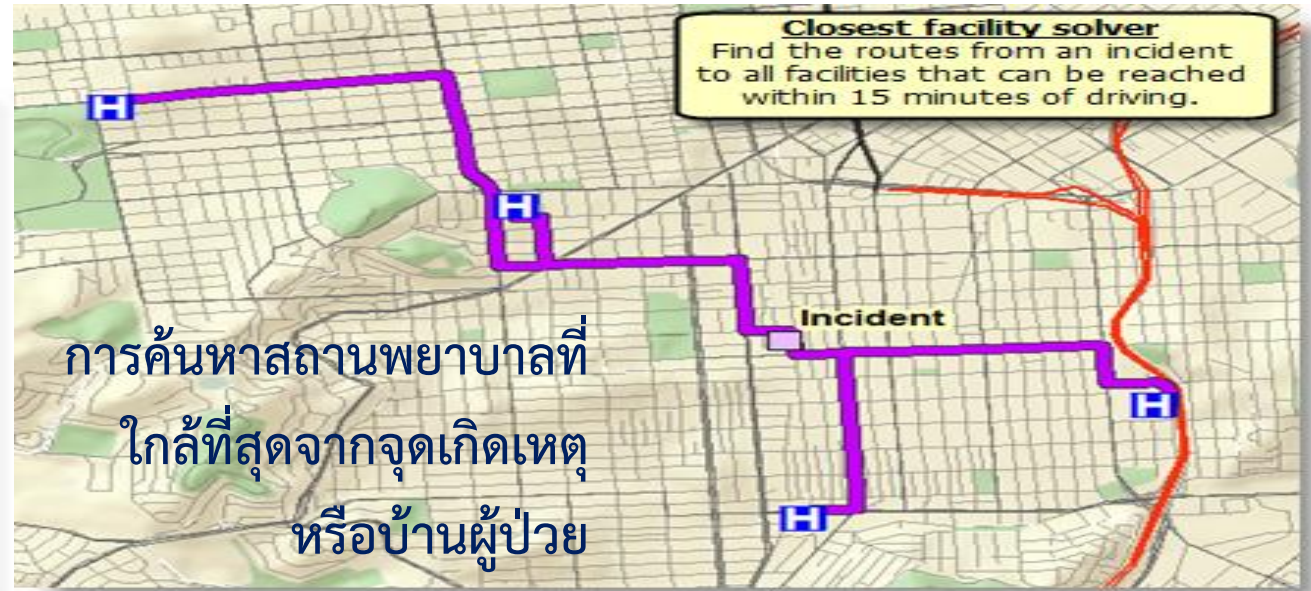 Closest facility solver
Find the routes from an incident
to all facilities that can be reached
within 15 minutes of driving.
H
H
Incident
การค้นหาสถานพยาบาลที่
ใกล้ที่สุดจากจุดเกิดเหตุ
หรือบ้านผู้ป่วย
H
H